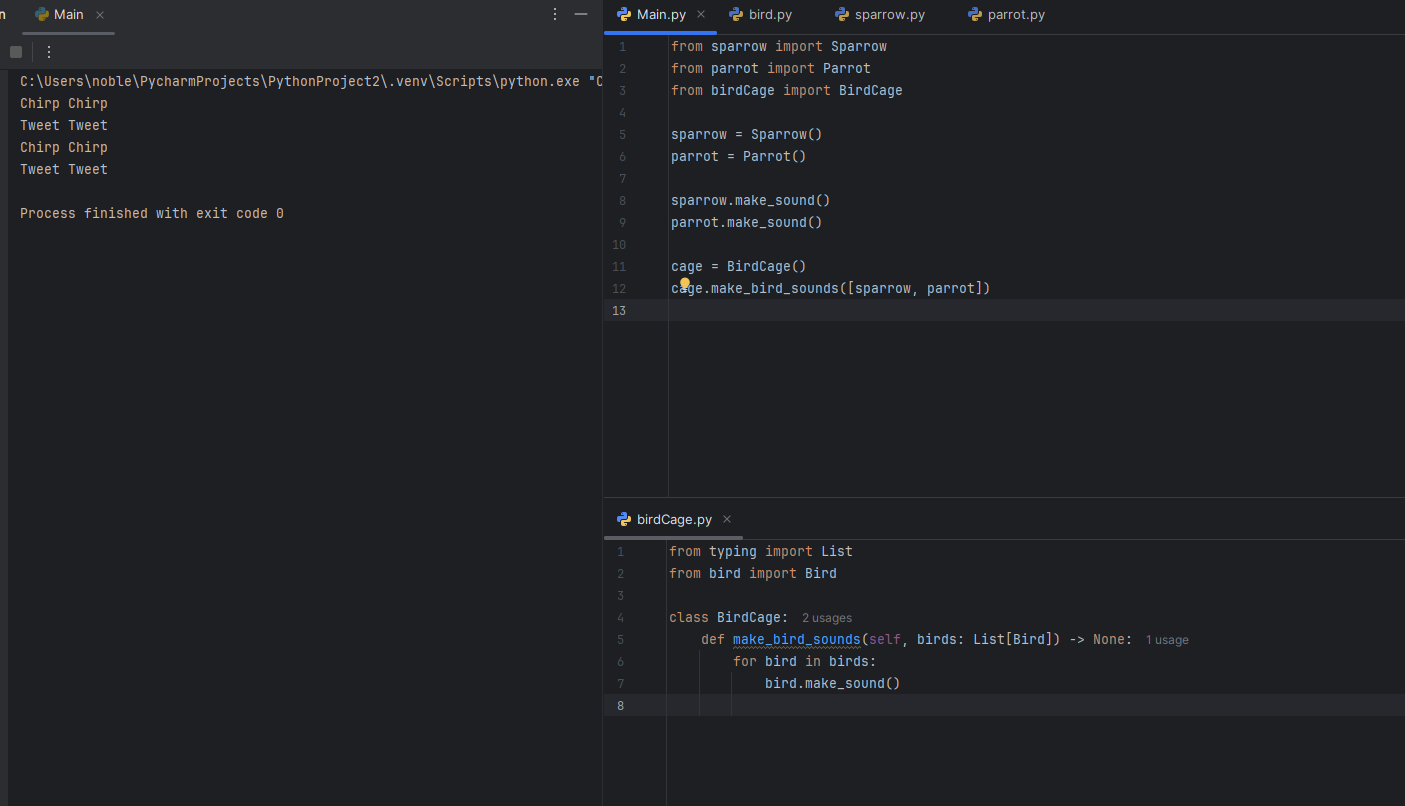 n Main
C:\Users\noble\PycharmProjects\PythonProject2\.venv\Scripts\python.exe "C
Chirp Chirp
Tweet Tweet
Chirp Chirp
Tweet Tweet
Process finished with exit code 0
Main.py bird.py sparrow.py parrot.py
1 from sparrow import Sparrow
2 from parrot import Parrot
3 from birdCage import BirdCage
4
5 sparrow = Sparrow()
6 parrot = Parrot()
7
8 sparrow.make_sound()
9 parrot.make_sound()
10
11 cage = BirdCage()
12 cage.make_bird_sounds([sparrow, parrot])
13
birdCage.py
1 from typing import List
2 from bird import Bird
3
4 class BirdCage: 2 usages
5 def make_bird_sounds(self, birds: List[Bird]) -> None: 1 usage
6 for bird in birds:
7 bird.make_sound()
8